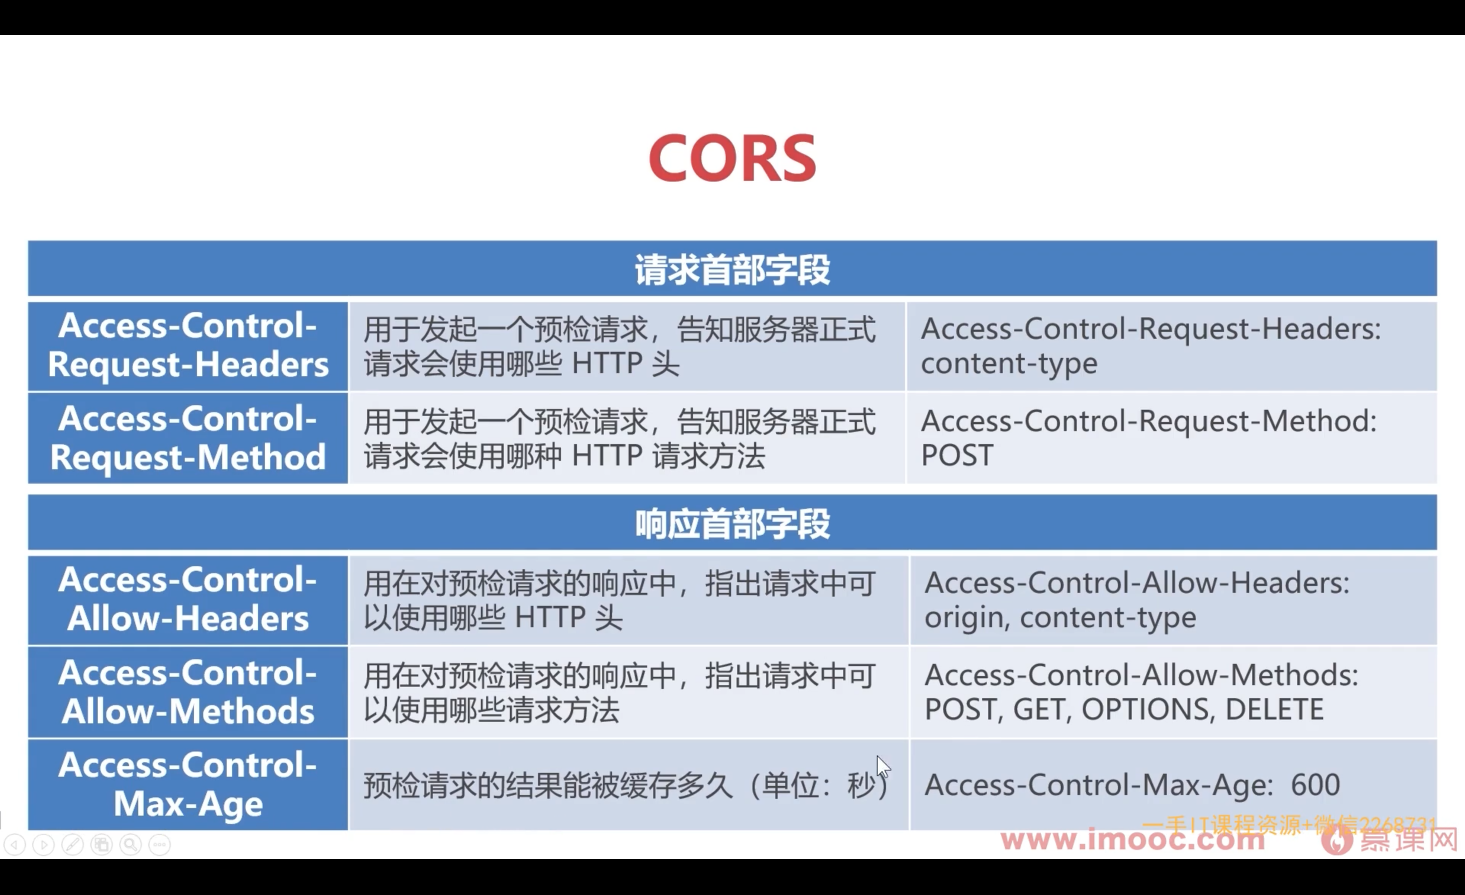 CORS
请求首部字段
Access-Control-
Request-Headers
用于发起一个预检请求，告知服务器正式
请求会使用哪些 HTTP 头
Access-Control-Request-Headers:
content-type
Access-Control-
Request-Method
用于发起一个预检请求，告知服务器正式
请求会使用哪种 HTTP 请求方法
Access-Control-Request-Method:
POST
响应首部字段
Access-Control-
Allow-Headers
用在对预检请求的响应中，指出请求中可
以使用哪些 HTTP 头
Access-Control-Allow-Headers:
origin, content-type
Access-Control-
Allow-Methods
用在对预检请求的响应中，指出请求中可
以使用哪些请求方法
Access-Control-Allow-Methods:
POST, GET, OPTIONS, DELETE
Access-Control-
Max-Age
预检请求的结果能被缓存多久（单位：秒）
Access-Control-Max-Age: 600
一手IT课程资源+微信2268731
www.imooc.com
慕课网